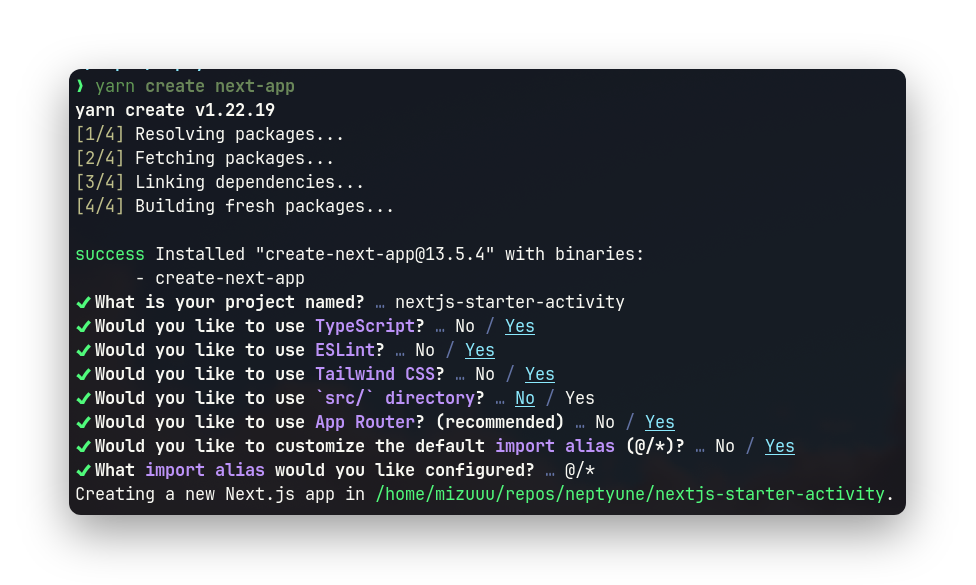 ❯ yarn create next-app
yarn create v1.22.19
[1/4] Resolving packages...
[2/4] Fetching packages...
[3/4] Linking dependencies...
[4/4] Building fresh packages...
success Installed "create-next-app@13.5.4" with binaries:
- create-next-app
✔ What is your project named? … nextjs-starter-activity
✔ Would you like to use TypeScript? … No / Yes
✔ Would you like to use ESLint? … No / Yes
✔ Would you like to use Tailwind CSS? … No / Yes
✔ Would you like to use `src/` directory? … No / Yes
✔ Would you like to use App Router? (recommended) … No / Yes
✔ Would you like to customize the default import alias (@/*)? … No / Yes
✔ What import alias would you like configured? … @/*
Creating a new Next.js app in /home/mizuuu/repos/neptyune/nextjs-starter-activity.